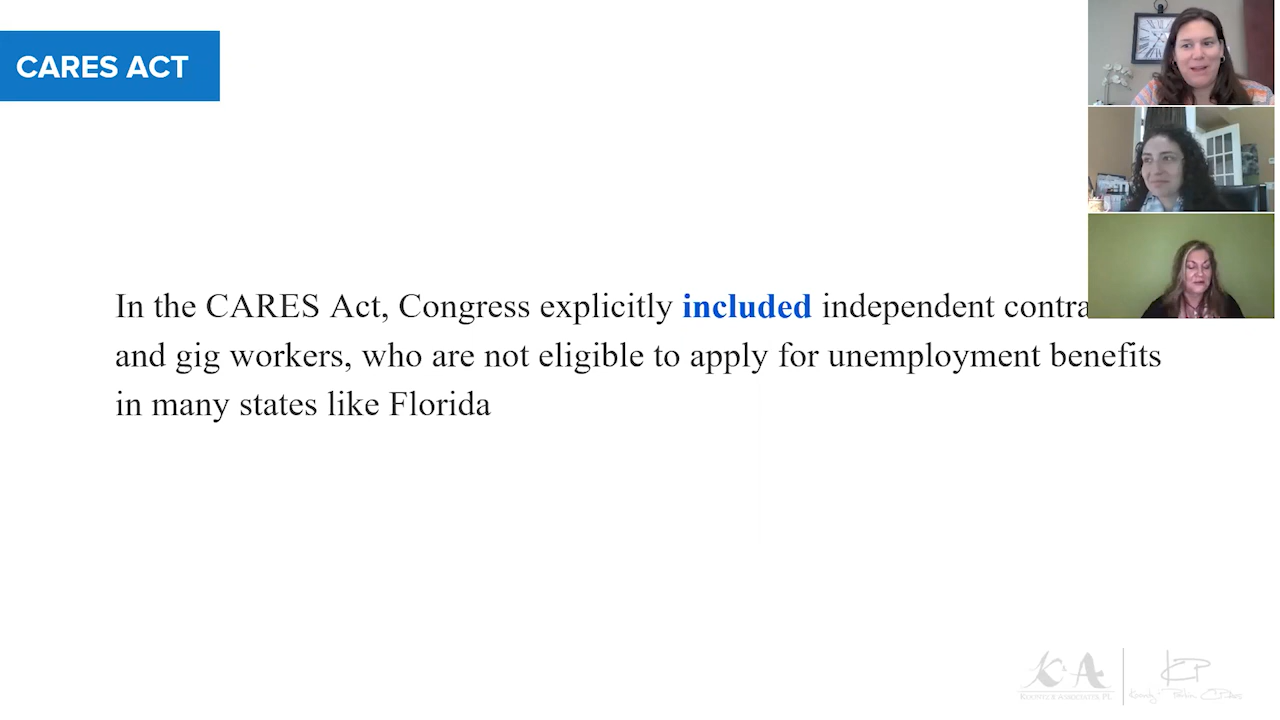 CARES ACT
In the CARES Act, Congress explicitly included independent
and gig workers, who are not eligible to apply for unemployment benefits
in many states like Florida
K&A